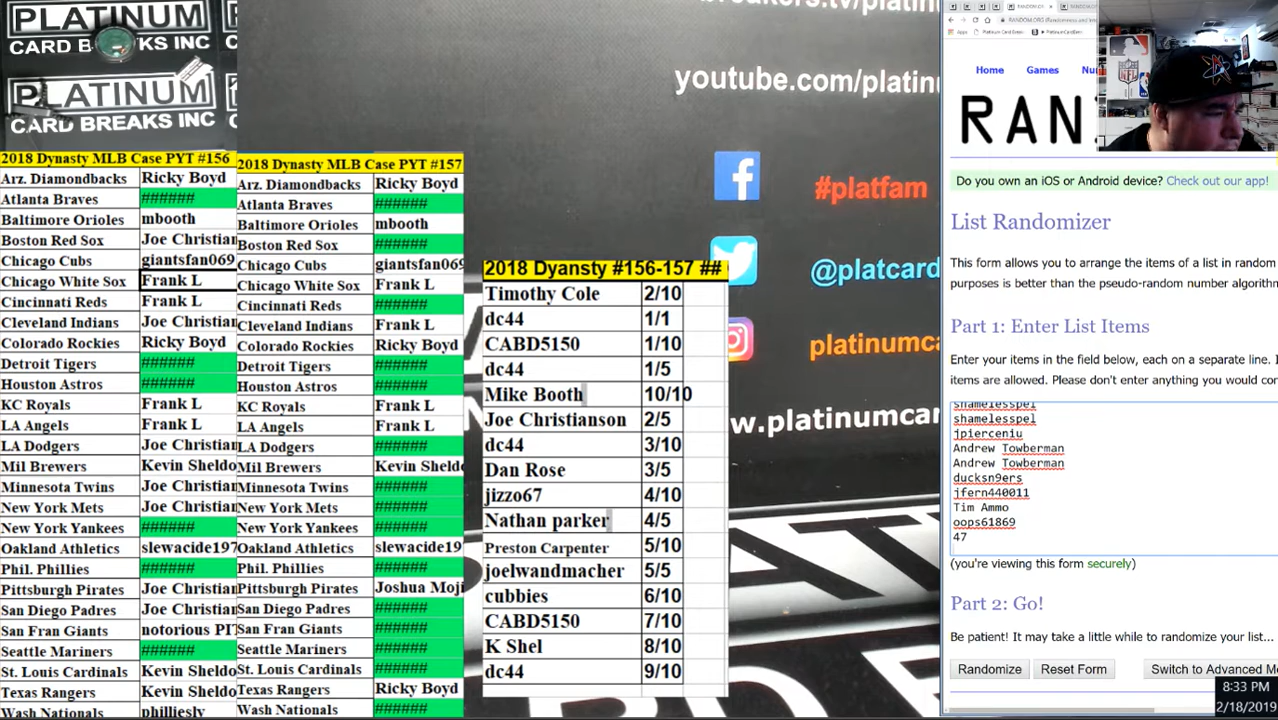 PLATINUM
CARD BREAKS INC
PLATINUM
CARD BREAKS INC
2018 Dynasty MLB Case PYT #156
Arz. Diamondbacks Ricky Boyd
Atlanta Braves ######
Baltimore Orioles mbooth
Boston Red Sox Joe Christian
Chicago Cubs giantsfan069
Chicago White Sox Frank L
Cincinnati Reds Frank L
Cleveland Indians Joe Christian
Colorado Rockies Ricky Boyd
Detroit Tigers ######
Houston Astros ######
KC Royals Frank L
LA Angels Frank L
LA Dodgers Joe Christian
Mil Brewers Kevin Sheldo
Minnesota Twins Joe Christian
New York Mets Joe Christian
New York Yankees ######
Oakland Athletics slewacide197
Phil. Phillies ######
Pittsburgh Pirates Joe Christian
San Diego Padres Joe Christian
San Fran Giants notorious PIT
Seattle Mariners ######
St. Louis Cardinals Kevin Sheldo
Texas Rangers Kevin Sheldo
Wash Nationals philliesly
2018 Dynasty MLB Case PYT #157
Arz. Diamondbacks Ricky Boyd
Atlanta Braves ######
Baltimore Orioles mbooth
Boston Red Sox ######
Chicago Cubs giantsfan069
Chicago White Sox Frank L
Cincinnati Reds ######
Cleveland Indians Frank L
Colorado Rockies Ricky Boyd
Detroit Tigers ######
Houston Astros ######
KC Royals Frank L
LA Angels Frank L
LA Dodgers ######
Mil Brewers Kevin Sheldo
Minnesota Twins ######
New York Mets ######
New York Yankees ######
Oakland Athletics slewacide19
Phil. Phillies ######
Pittsburgh Pirates Joshua Moji
San Diego Padres ######
San Fran Giants ######
Seattle Mariners ######
St. Louis Cardinals ######
Texas Rangers Ricky Boyd
Wash Nationals ######
2018 Dyansty #156-157 ##
Timothy Cole 2/10
dc44 1/1
CABD5150 1/10
dc44 1/5
Mike Booth 10/10
Joe Christianson 2/5
dc44 3/10
Dan Rose 3/5
jizzo67 4/10
Nathan parker 4/5
Preston Carpenter 5/10
joelwandmacher 5/5
cubbies 6/10
CABD5150 7/10
K Shel 8/10
dc44 9/10
youtube.com/platinu
#platfam
@platcard
platinumca
w.platinumcar
Home Games Nu
RAN
Do you own an iOS or Android device? Check out our app!
List Randomizer
This form allows you to arrange the items of a list in random
purposes is better than the pseudo-random number algorithm
Part 1: Enter List Items
Enter your items in the field below, each on a separate line. I
items are allowed. Please don't enter anything you would con
shamelesspel
shamelesspel
jpierceniu
Andrew Towberman
Andrew Towberman
ducksn9ers
jfern440011
Tim Ammo
oops61869
47
(you're viewing this form securely)
Part 2: Go!
Be patient! It may take a little while to randomize your list...
Randomize Reset Form Switch to Advanced M
8:33 PM
2/18/2019